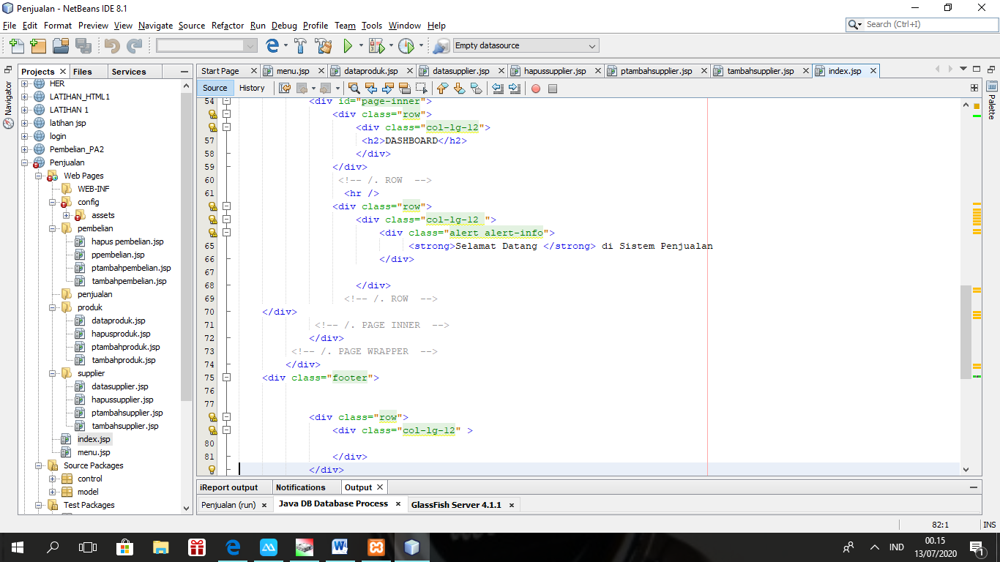 Penjualan - NetBeans IDE 8.1
File Edit Format Preview View Navigate Source Refactor Run Debug Profile Team Tools Window Help
Search (Ctrl+I)
Empty datasource
Projects Files Services
Start Page menu.jsp dataproduk.jsp datasupplier.jsp hapussupplier.jsp ptambahsupplier.jsp tambahsupplier.jsp index.jsp
Source History
Navigator
Palette
HER
LATIHAN_HTML1
LATIHAN 1
latihan jsp
login
Pembelian_PA2
Penjualan
Web Pages
WEB-INF
config
assets
pembelian
hapus pembelian.jsp
ppembelian.jsp
ptambahpembelian.jsp
tambahpembelian.jsp
penjualan
produk
dataproduk.jsp
hapusproduk.jsp
ptambahproduk.jsp
tambahproduk.jsp
supplier
datasupplier.jsp
hapussupplier.jsp
ptambahsupplier.jsp
tambahsupplier.jsp
index.jsp
menu.jsp
Source Packages
control
model
Test Packages
54 <div id="page-inner">
<div class="row">
<div class="col-lg-12">
57 <h2>DASHBOARD</h2>
58 </div>
59 </div>
60 <!-- /. ROW  -->
61 <hr />
<div class="row">
<div class="col-lg-12 ">
<div class="alert alert-info">
65 <strong>Selamat Datang </strong> di Sistem Penjualan
66 </div>
67
68 </div>
69 <!-- /. ROW  -->
70 </div>
71 <!-- /. PAGE INNER  -->
72 </div>
73 <!-- /. PAGE WRAPPER  -->
74 </div>
75 <div class="footer">
76
77
<div class="row">
<div class="col-lg-12" >
80
81 </div>
</div>
iReport output Notifications Output
Penjualan (run) Java DB Database Process GlassFish Server 4.1.1
82:1 INS
IND
00.15
13/07/2020
1